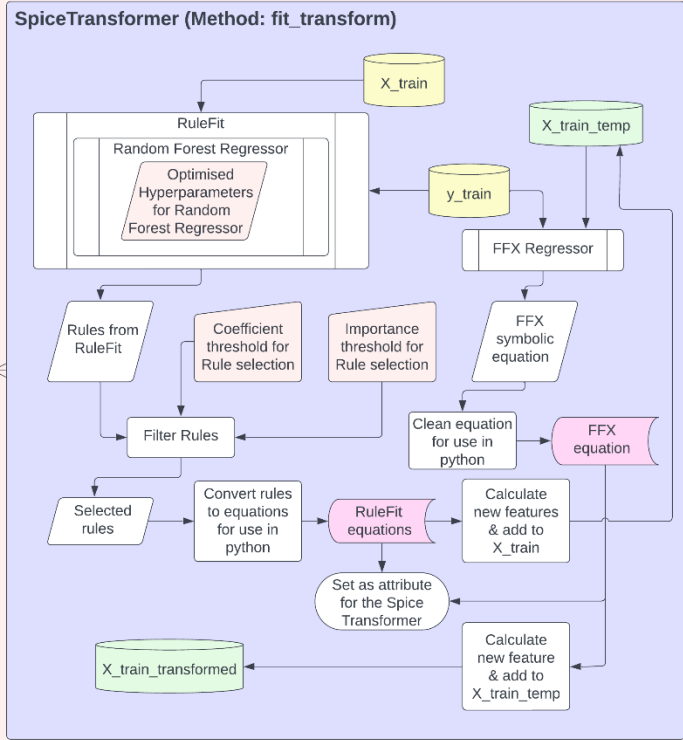 SpiceTransformer (Method: fit_transform)
X_train
RuleFit
Random Forest Regressor
Optimised
Hyperparameters
for Random
Forest Regressor
X_train_temp
y_train
FFX Regressor
Rules from
RuleFit
Coefficient
threshold for
Rule selection
Importance
threshold for
Rule selection
FFX
symbolic
equation
Filter Rules
Clean equation
for use in
python
FFX
equation
Selected
rules
Convert rules
to equations
for use in
python
RuleFit
equations
Calculate
new features
& add to
X_train
Set as attribute
for the Spice
Transformer
X_train_transformed
Calculate
new feature
& add to
X_train_temp